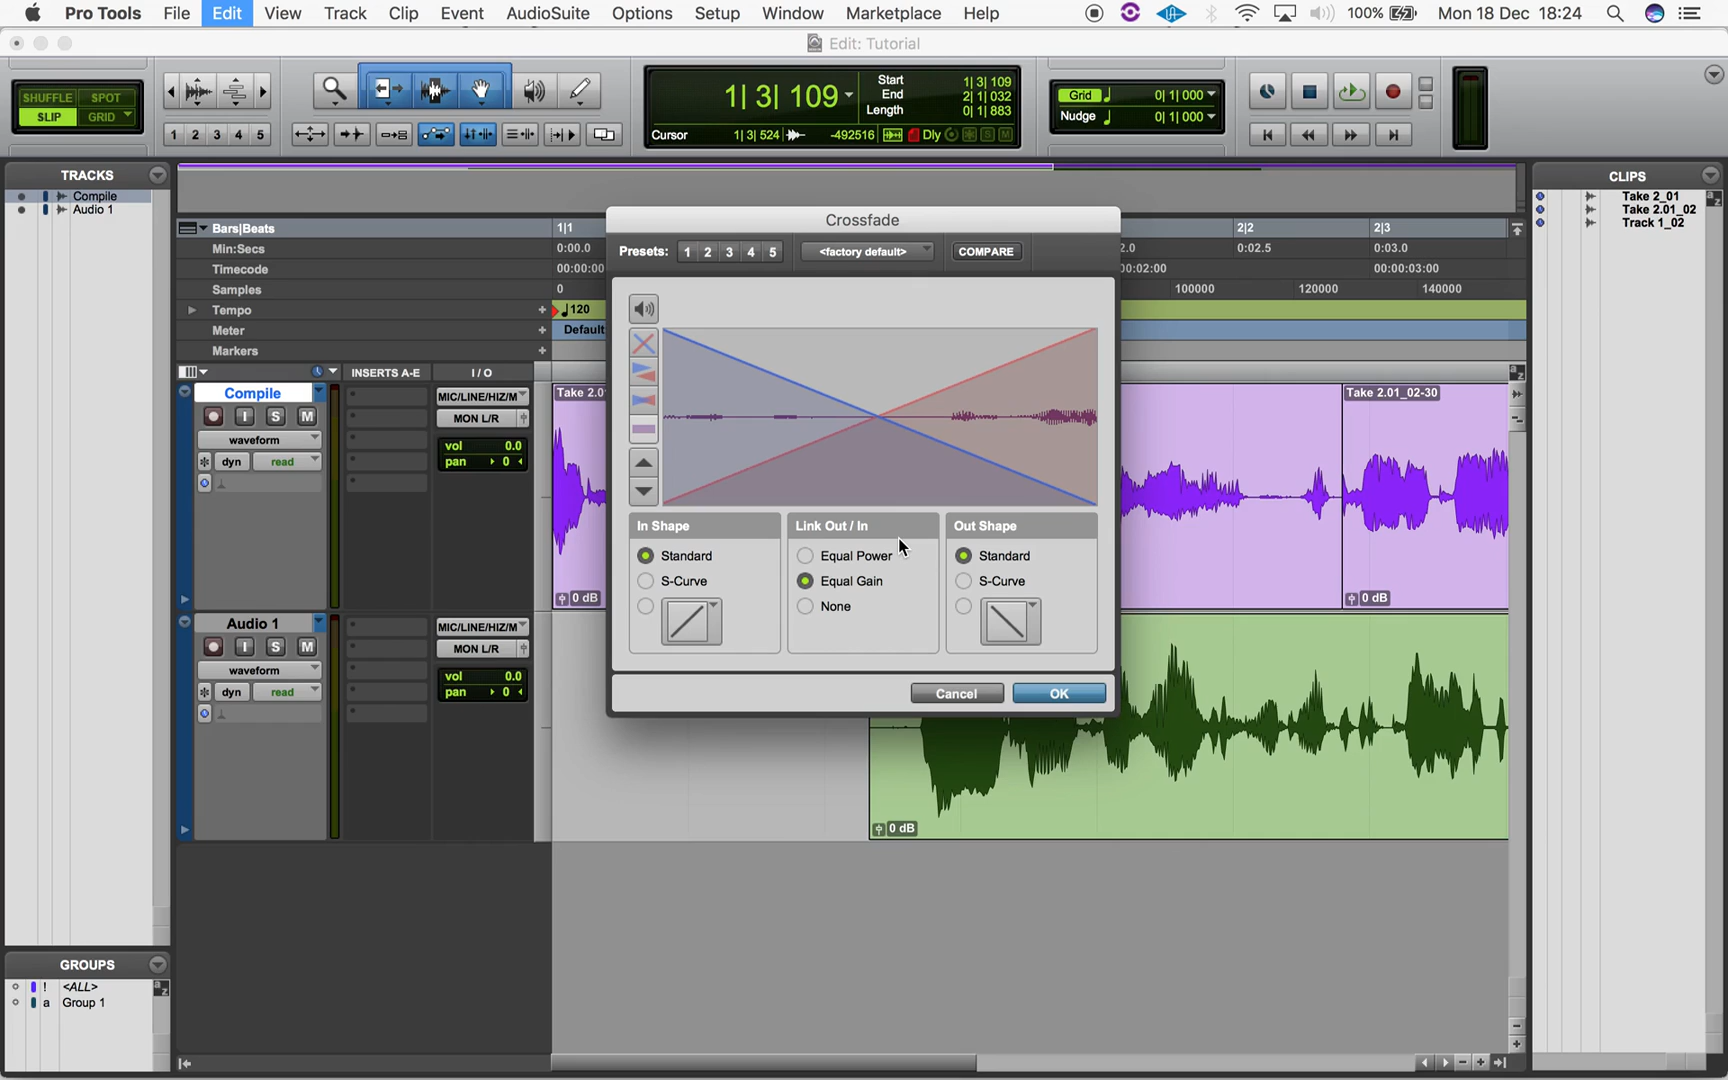 Pro Tools File Edit View Track Clip Event AudioSuite Options Setup Window Marketplace Help 100% Mon 18 Dec 18:24
Edit: Tutorial
SHUFFLE SPOT
SLIP GRID
1 2 3 4 5
1| 3| 109
Start 1| 3| 109
End 2| 1| 032
Length 0| 1| 883
Cursor 1| 3| 524 -492516 Dly S M
Grid 0| 1| 000
Nudge 0| 1| 000
TRACKS
Compile
Audio 1
CLIPS
Take 2_01
Take 2.01_02
Track 1_02
Bars|Beats 1|1 2|2 2|3
Min:Secs 0:00.0 2.0 0:02.5 0:03.0
Timecode 00:00:00 00:02:00 00:00:03:00
Samples 0 100000 120000 140000
Tempo + 120
Meter + Default
Markers +
INSERTS A-E I / O
Compile
I S M
waveform
dyn read
MIC/LINE/HIZ/M
MON L/R
vol 0.0
pan 0
Take 2.0
0 dB
Take 2.01_02-30
0 dB
Audio 1
I S M
waveform
dyn read
MIC/LINE/HIZ/M
MON L/R
vol 0.0
pan 0
0 dB
Crossfade
Presets: 1 2 3 4 5 <factory default> COMPARE
In Shape
Standard
S-Curve
Link Out / In
Equal Power
Equal Gain
None
Out Shape
Standard
S-Curve
Cancel OK
GROUPS
a z
! <ALL>
a Group 1